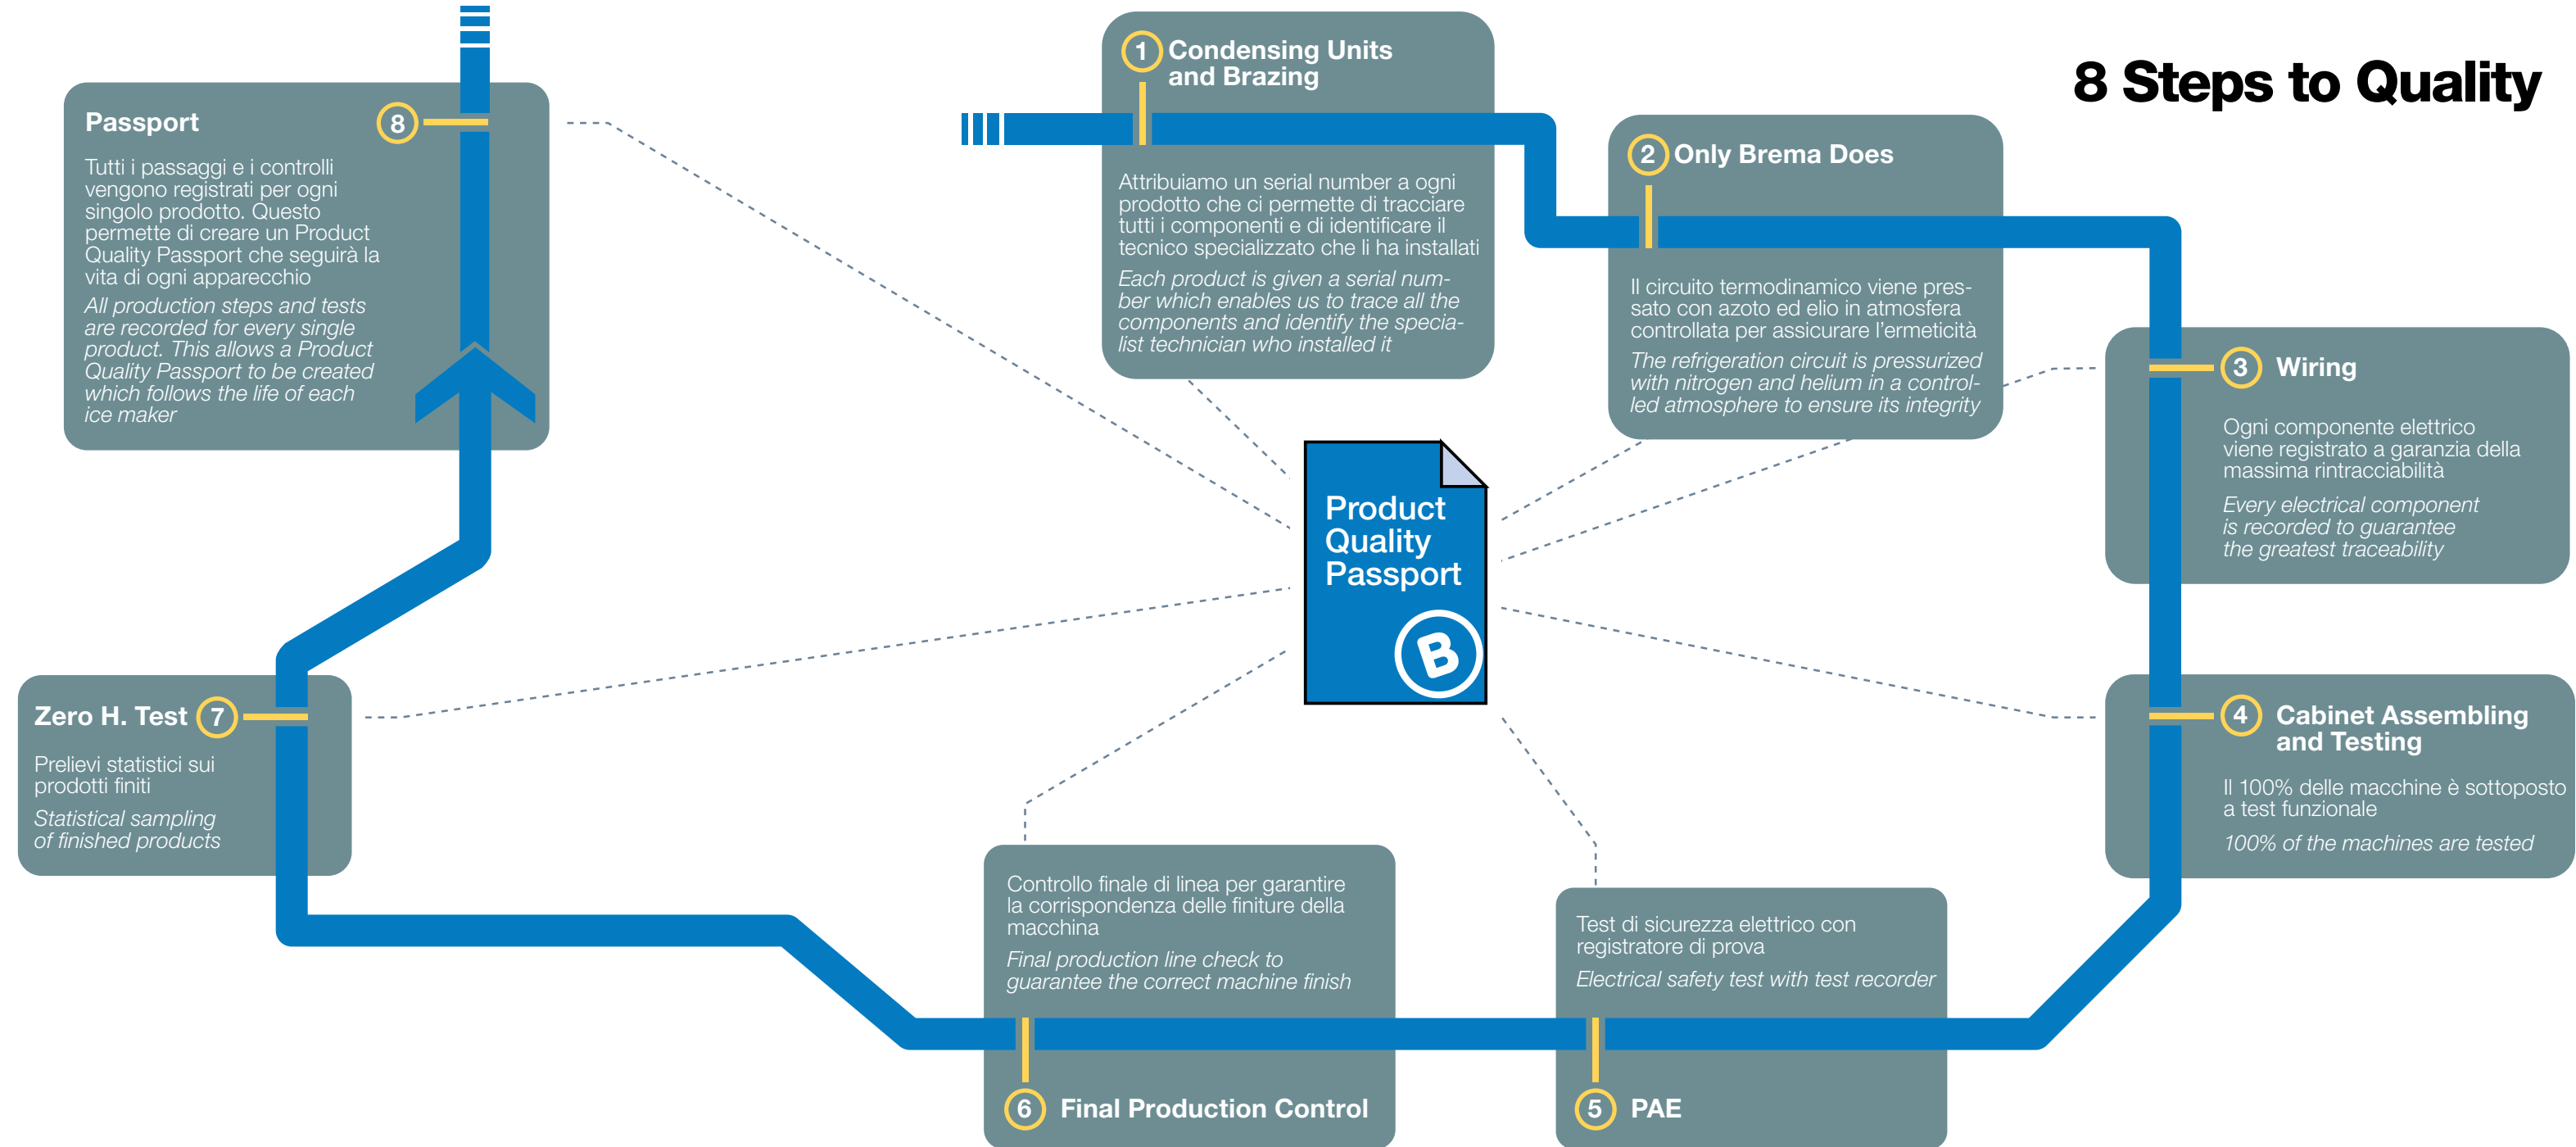 8 Steps to Quality
1 Condensing Units
and Brazing
Attribuiamo un serial number a ogni
prodotto che ci permette di tracciare
tutti i componenti e di identificare il
tecnico specializzato che li ha installati
Each product is given a serial num-
ber which enables us to trace all the
components and identify the specia-
list technician who installed it
2 Only Brema Does
Il circuito termodinamico viene pres-
sato con azoto ed elio in atmosfera
controllata per assicurare l'ermeticità
The refrigeration circuit is pressurized
with nitrogen and helium in a control-
led atmosphere to ensure its integrity
3 Wiring
Ogni componente elettrico
viene registrato a garanzia della
massima rintracciabilità
Every electrical component
is recorded to guarantee
the greatest traceability
4 Cabinet Assembling
and Testing
Il 100% delle macchine è sottoposto
a test funzionale
100% of the machines are tested
Test di sicurezza elettrico con
registratore di prova
Electrical safety test with test recorder
5 PAE
Controllo finale di linea per garantire
la corrispondenza delle finiture della
macchina
Final production line check to
guarantee the correct machine finish
6 Final Production Control
Zero H. Test 7
Prelievi statistici sui
prodotti finiti
Statistical sampling
of finished products
Passport 8
Tutti i passaggi e i controlli
vengono registrati per ogni
singolo prodotto. Questo
permette di creare un Product
Quality Passport che seguirà la
vita di ogni apparecchio
All production steps and tests
are recorded for every single
product. This allows a Product
Quality Passport to be created
which follows the life of each
ice maker
Product
Quality
Passport
B